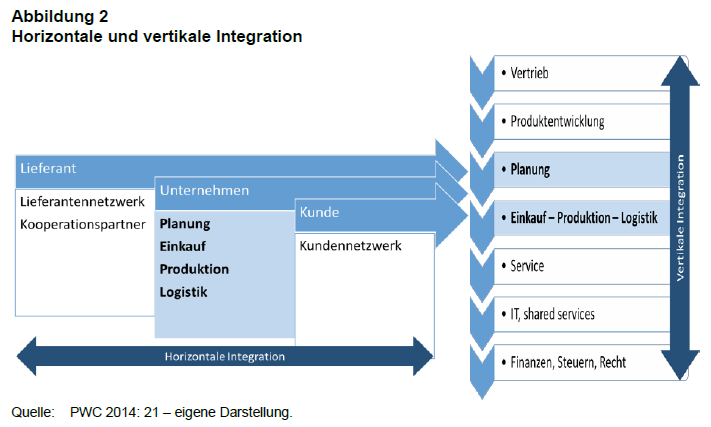 Abbildung 2
Horizontale und vertikale Integration
Lieferant
Lieferantennetzwerk
Kooperationspartner
Unternehmen
Planung
Einkauf
Produktion
Logistik
Kunde
Kundennetzwerk
Horizontale Integration
• Vertrieb
• Produktentwicklung
• Planung
• Einkauf – Produktion – Logistik
• Service
• IT, shared services
• Finanzen, Steuern, Recht
Vertikale Integration
Quelle: PWC 2014: 21 – eigene Darstellung.